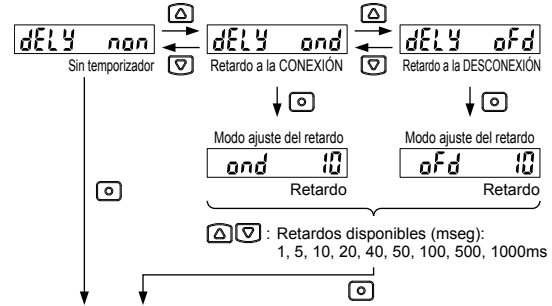 dELY non
dELY ond
dELY oFd
Sin temporizador
Retardo a la CONEXIÓN
Retardo a la DESCONEXIÓN
Modo ajuste del retardo
Modo ajuste del retardo
ond 10
oFd 10
Retardo
Retardo
: Retardos disponibles (mseg):
1, 5, 10, 20, 40, 50, 100, 500, 1000ms